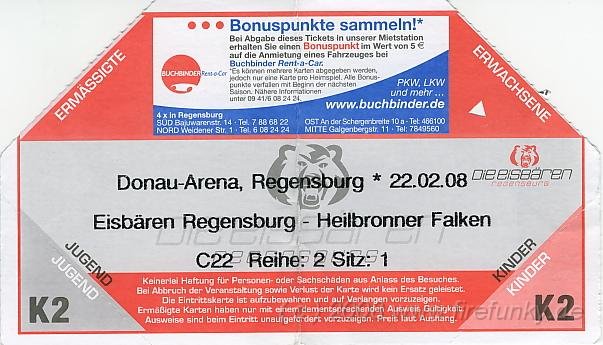 Bonuspunkte sammeln!*
Bei Abgabe dieses Tickets in unserer Mietstation
erhalten Sie einen Bonuspunkt im Wert von 5 €
auf die Anmietung eines Fahrzeuges bei
Buchbinder Rent-a-Car.
*Es können mehrere Karten abgegeben werden,
jedoch nur eine Karte pro Heimspiel. Alle Bonus-
punkte verfallen mit Beginn der nächsten
Saison. Nähere Informationen
unter 09 41/6 08 24 24.
BUCHBINDER Rent-a-Car
PKW, LKW
und mehr ...
www.buchbinder.de
4 x in Regensburg
SÜD Bajuwarenstr. 14 · Tel. 7 88 68 22
NORD Weidener Str. 1 · Tel. 6 08 24 24
OST An der Schergenbreite 10 a - Tel: 466100
MITTE Galgenbergstr. 11 - Tel: 7849560
ERMÄSSIGTE
ERWACHSENE
DIE EISBÄREN
REGENSBURG
Donau-Arena, Regensburg * 22.02.08
Eisbären Regensburg - Heilbronner Falken
DIE EISBÄREN
C22 Reihe: 2 Sitz: 1
JUGEND
JUGEND
KINDER
KINDER
K2
K2
Keinerlei Haftung für Personen- oder Sachschäden aus Anlass des Besuches.
Bei Abbruch der Veranstaltung sowie Verlust der Karte wird kein Ersatz geleistet.
Die Eintrittskarte ist aufzubewahren und auf Verlangen vorzuzeigen.
Ermäßigte Karten haben nur mit einem dementsprechenden Ausweis Gültigkeit.
Ausweise sind beim Eintritt unaufgefordert vorzuzeigen. Preis laut Aushang.